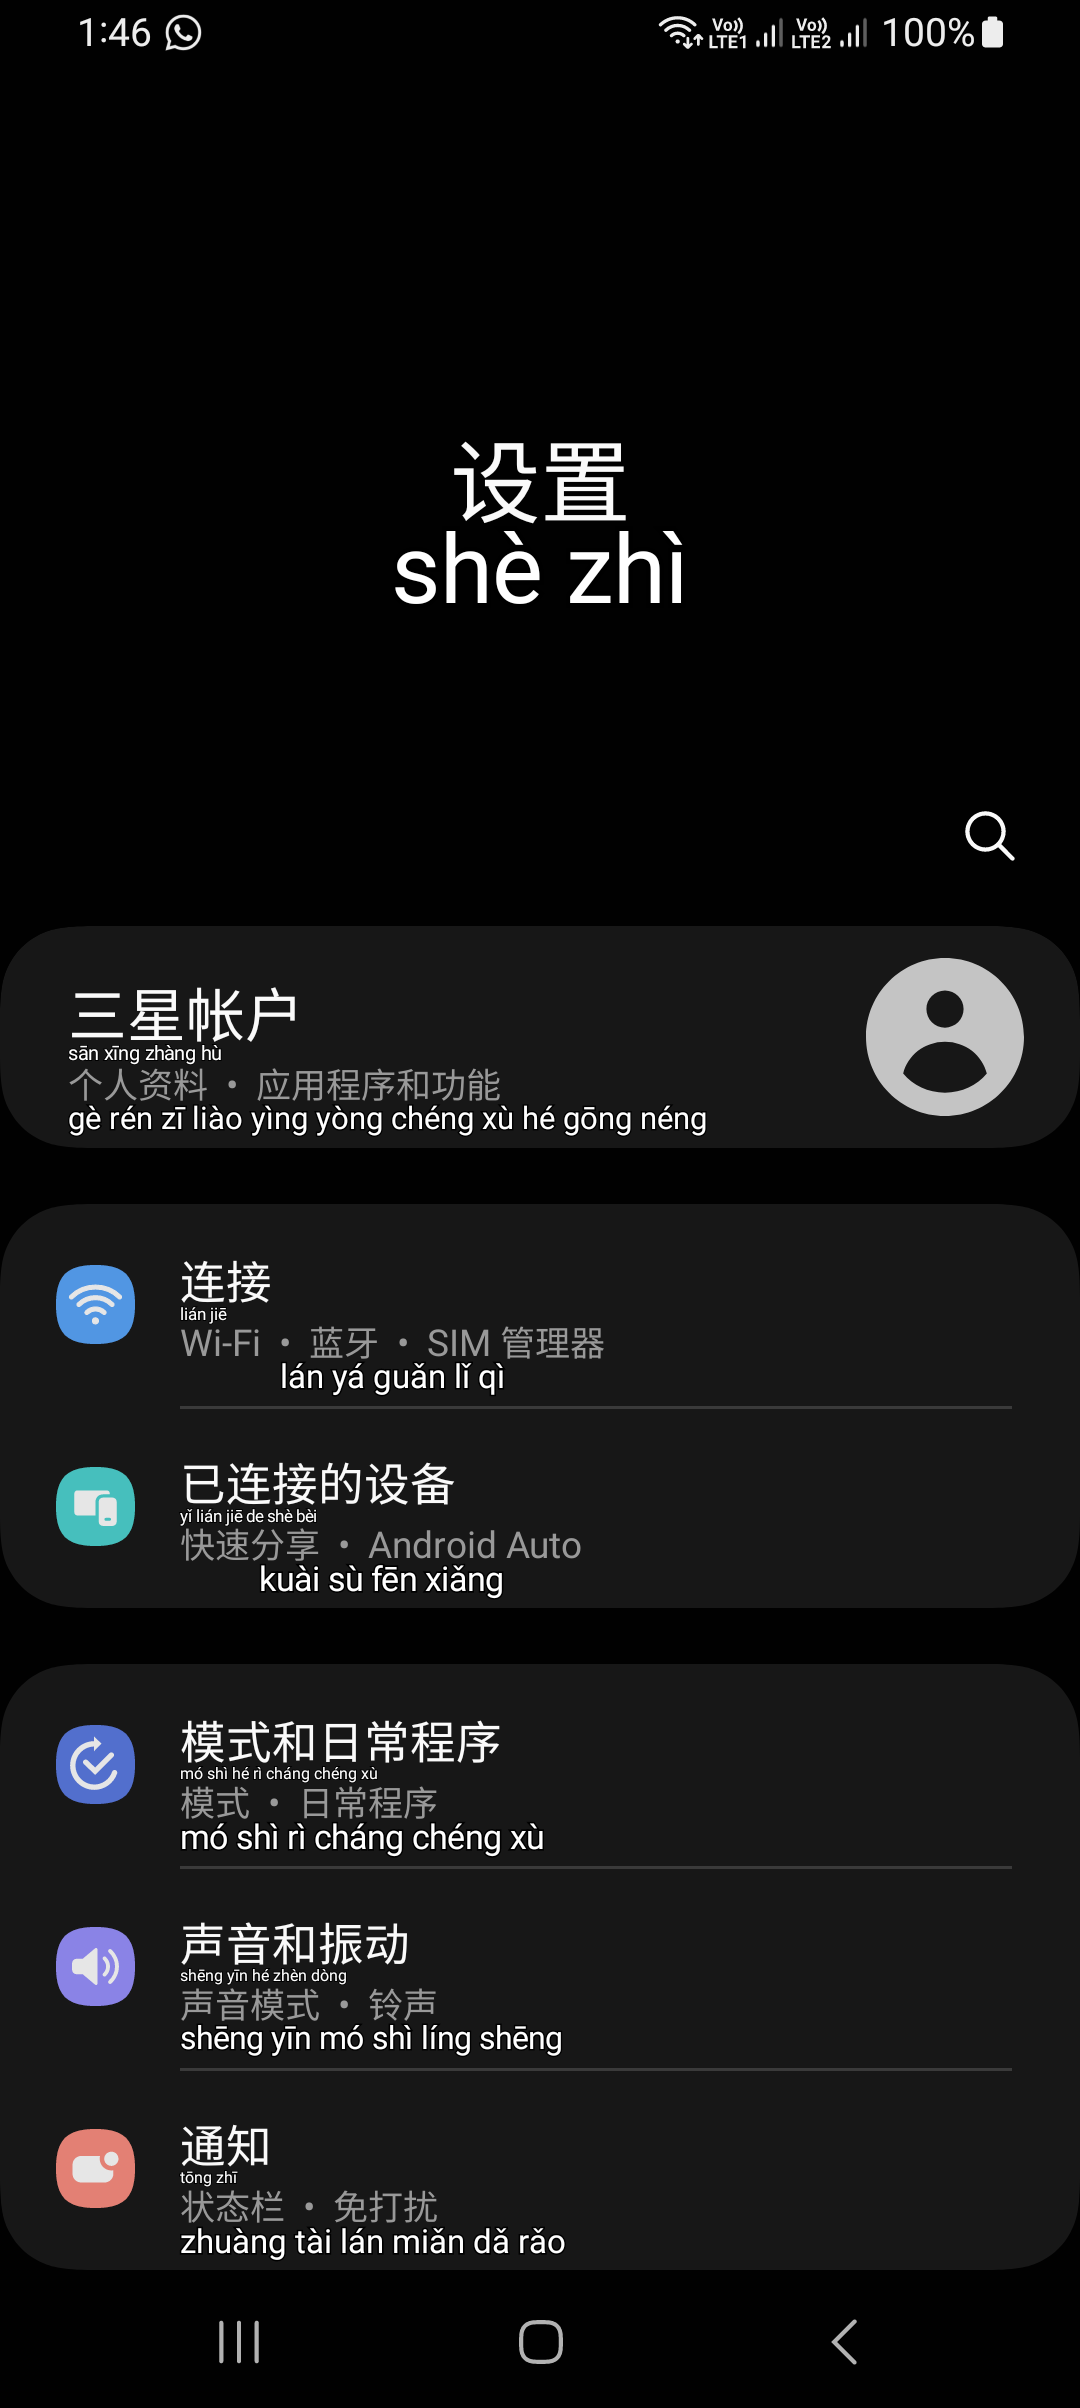 1:46
Vo)) LTE1 Vo)) LTE2 100%
设置
shè zhì
三星帐户
sān xīng zhàng hù
个人资料 • 应用程序和功能
gè rén zī liào yìng yòng chéng xù hé gōng néng
连接
lián jiē
Wi-Fi • 蓝牙 • SIM 管理器
lán yá guǎn lǐ qì
已连接的设备
yǐ lián jiē de shè bèi
快速分享 • Android Auto
kuài sù fēn xiǎng
模式和日常程序
mó shì hé rì cháng chéng xù
模式 • 日常程序
mó shì rì cháng chéng xù
声音和振动
shēng yīn hé zhèn dòng
声音模式 • 铃声
shēng yīn mó shì líng shēng
通知
tōng zhī
状态栏 • 免打扰
zhuàng tài lán miǎn dǎ rǎo